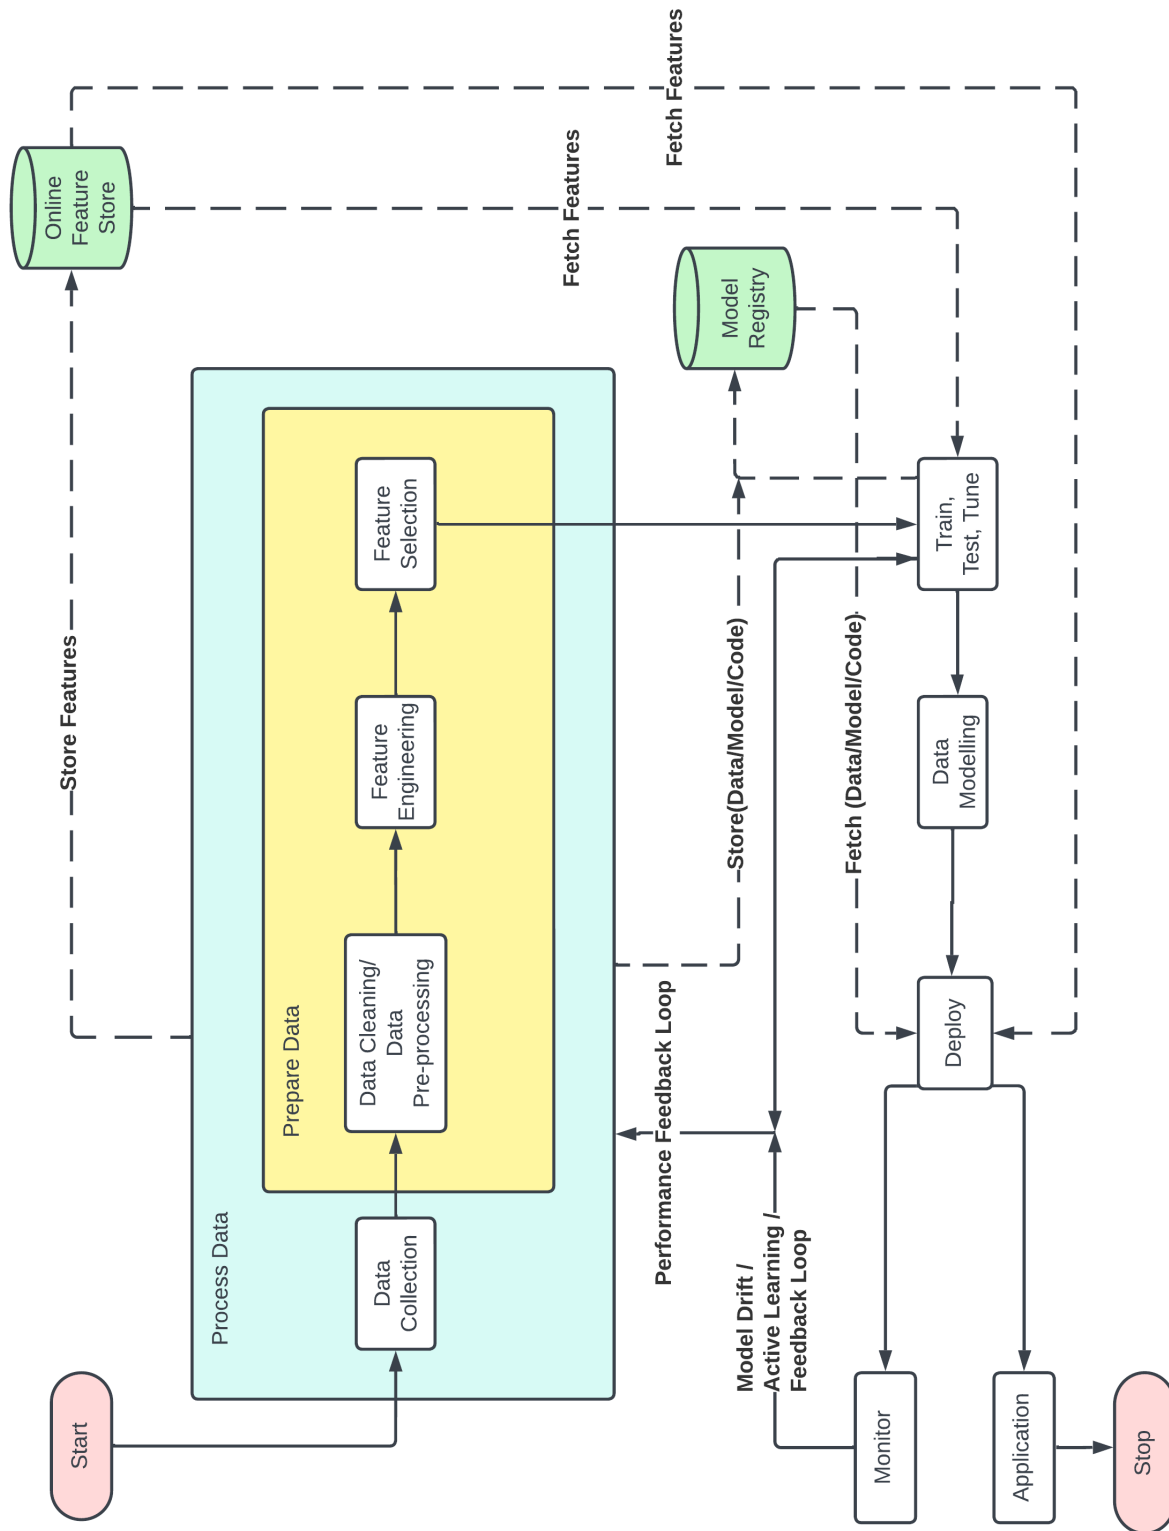 Start
Process Data
Data
Collection
Prepare Data
Data Cleaning/
Data
Pre-processing
Feature
Engineering
Feature
Selection
Store Features
Online
Feature
Store
Fetch Features
Fetch Features
Model
Registry
Store(Data/Model/Code)
Fetch (Data/Model/Code)
Performance Feedback Loop
Model Drift /
Active Learning /
Feedback Loop
Train,
Test, Tune
Data
Modelling
Deploy
Monitor
Application
Stop